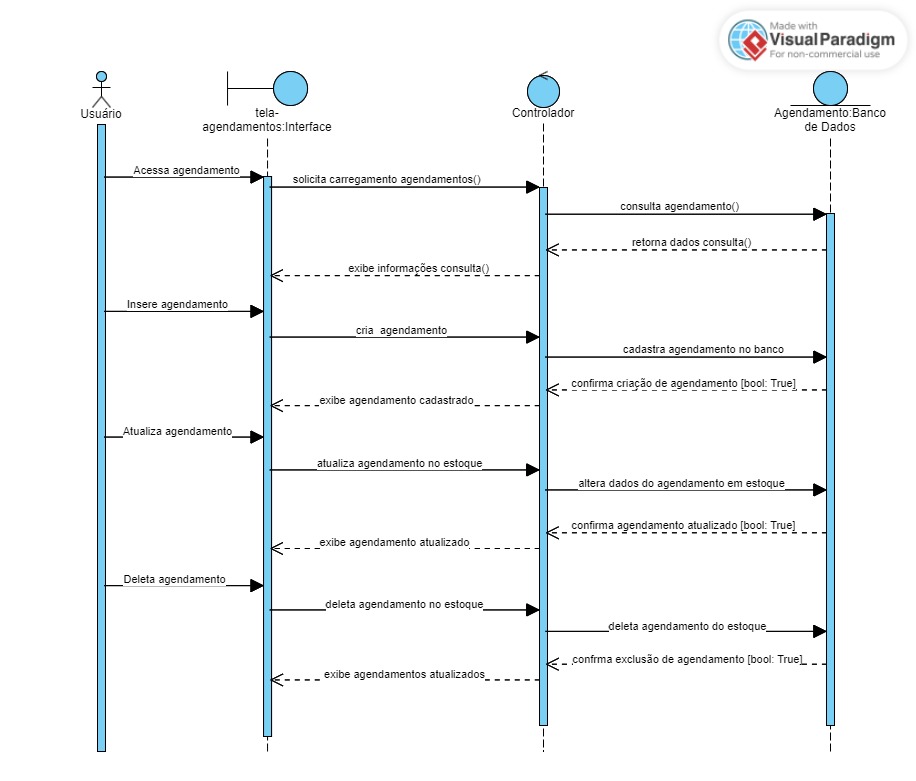 Made with
Visual Paradigm
For non-commercial use
Usuário
tela-
agendamentos:Interface
Controlador
Agendamento:Banco
de Dados
Acessa agendamento
solicita carregamento agendamentos()
consulta agendamento()
retorna dados consulta()
exibe informações consulta()
Insere agendamento
cria agendamento
cadastra agendamento no banco
confirma criação de agendamento [bool: True]
exibe agendamento cadastrado
Atualiza agendamento
atualiza agendamento no estoque
altera dados do agendamento em estoque
confirma agendamento atualizado [bool: True]
exibe agendamento atualizado
Deleta agendamento
deleta agendamento no estoque
deleta agendamento do estoque
confrma exclusão de agendamento [bool: True]
exibe agendamentos atualizados